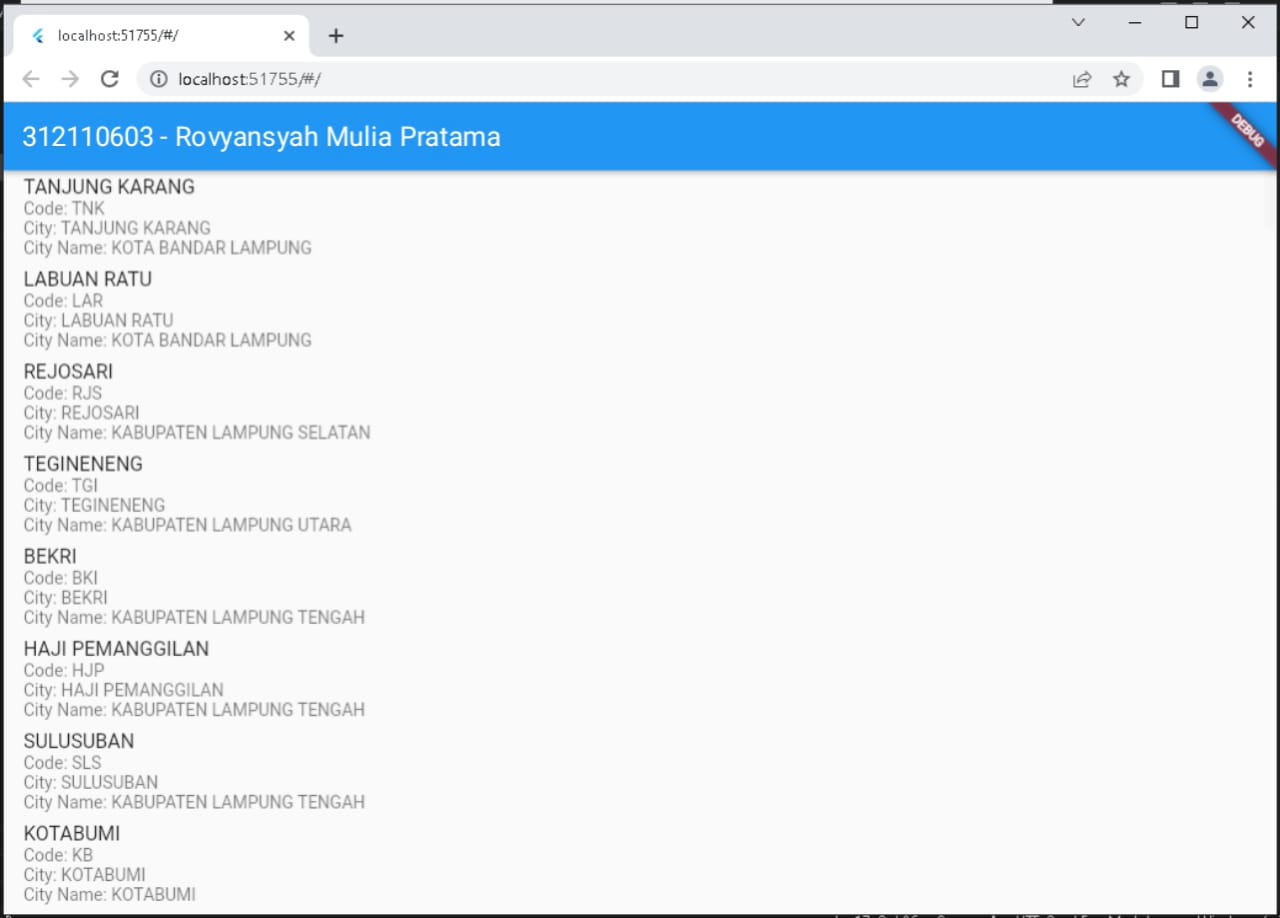 localhost:51755/#/
localhost:51755/#/
312110603 - Rovyansyah Mulia Pratama
DEBUG
TANJUNG KARANG
Code: TNK
City: TANJUNG KARANG
City Name: KOTA BANDAR LAMPUNG
LABUAN RATU
Code: LAR
City: LABUAN RATU
City Name: KOTA BANDAR LAMPUNG
REJOSARI
Code: RJS
City: REJOSARI
City Name: KABUPATEN LAMPUNG SELATAN
TEGINENENG
Code: TGI
City: TEGINENENG
City Name: KABUPATEN LAMPUNG UTARA
BEKRI
Code: BKI
City: BEKRI
City Name: KABUPATEN LAMPUNG TENGAH
HAJI PEMANGGILAN
Code: HJP
City: HAJI PEMANGGILAN
City Name: KABUPATEN LAMPUNG TENGAH
SULUSUBAN
Code: SLS
City: SULUSUBAN
City Name: KABUPATEN LAMPUNG TENGAH
KOTABUMI
Code: KB
City: KOTABUMI
City Name: KOTABUMI